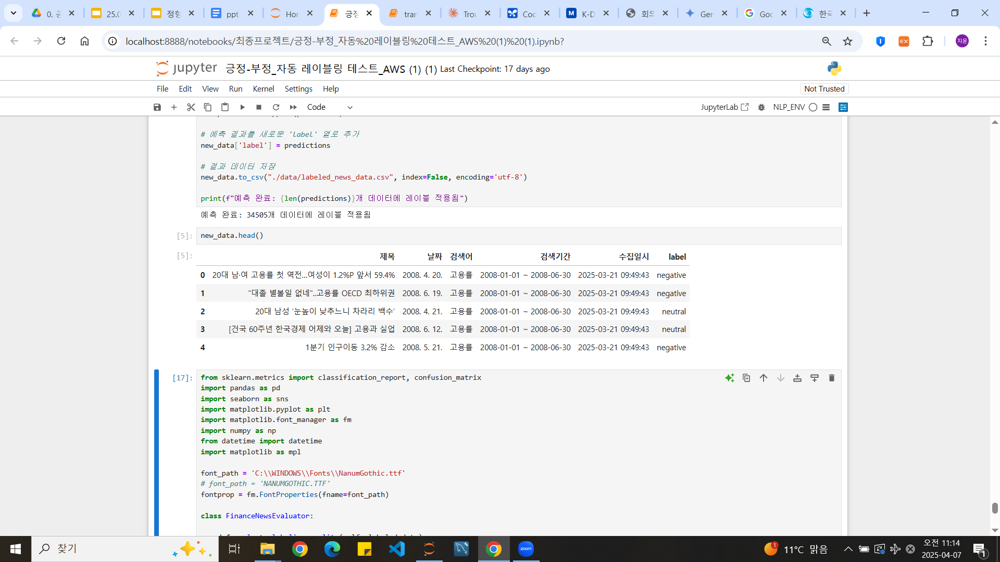 0. 공
25.0
정형
ppt
Hor
긍정
tran
Trou
Cod
K-D
회의
Gen
Goo
한국
localhost:8888/notebooks/최종프로젝트/긍정-부정_자동%20레이블링%20테스트_AWS%20(1)%20(1).ipynb?
EX
지윤
jupyter 긍정-부정_자동 레이블링 테스트_AWS (1) (1) Last Checkpoint: 17 days ago
File Edit View Run Kernel Settings Help
Not Trusted
Code
JupyterLab
NLP_ENV
# 예측 결과를 새로운 'label' 열로 추가
new_data['label'] = predictions
# 결과 데이터 저장
new_data.to_csv("./data/labeled_news_data.csv", index=False, encoding='utf-8')
print(f"예측 완료: {len(predictions)}개 데이터에 레이블 적용됨")
예측 완료: 34505개 데이터에 레이블 적용됨
[5]: new_data.head()
[5]: 제목 날짜 검색어 검색기간 수집일시 label
0 20대 남·여 고용률 첫 역전…여성이 1.2%P 앞서 59.4% 2008. 4. 20. 고용률 2008-01-01 ~ 2008-06-30 2025-03-21 09:49:43 negative
1 "대졸 별볼일 없네"..고용률 OECD 최하위권 2008. 6. 19. 고용률 2008-01-01 ~ 2008-06-30 2025-03-21 09:49:43 negative
2 20대 남성 '눈높이 낮추느니 차라리 백수' 2008. 4. 21. 고용률 2008-01-01 ~ 2008-06-30 2025-03-21 09:49:43 neutral
3 [건국 60주년 한국경제 어제와 오늘] 고용과 실업 2008. 6. 12. 고용률 2008-01-01 ~ 2008-06-30 2025-03-21 09:49:43 neutral
4 1분기 인구이동 3.2% 감소 2008. 5. 21. 고용률 2008-01-01 ~ 2008-06-30 2025-03-21 09:49:43 negative
[17]: from sklearn.metrics import classification_report, confusion_matrix
import pandas as pd
import seaborn as sns
import matplotlib.pyplot as plt
import matplotlib.font_manager as fm
import numpy as np
from datetime import datetime
import matplotlib as mpl
font_path = 'C:\\WINDOWS\\Fonts\\NanumGothic.ttf'
# font_path = 'NANUMGOTHIC.TTF'
fontprop = fm.FontProperties(fname=font_path)
class FinanceNewsEvaluator:
찾기
zoom
1
11°C 맑음
오전 11:14
2025-04-07
1